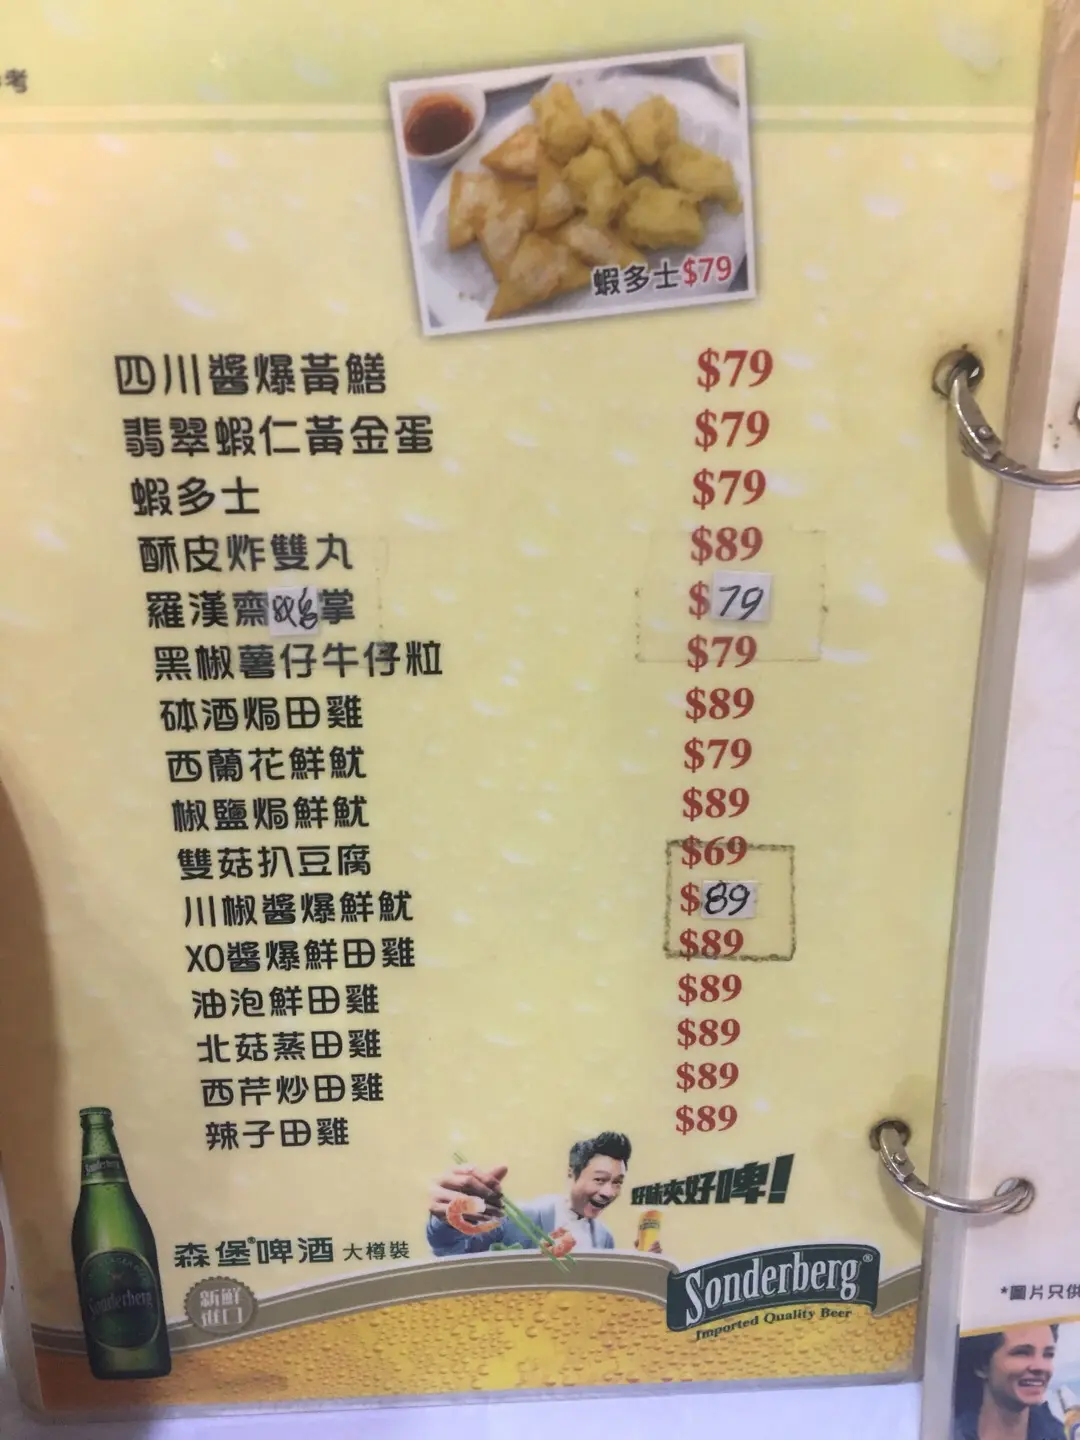 考
蝦多士$79
四川醬爆黃鱔 $79
翡翠蝦仁黃金蛋 $79
蝦多士 $79
酥皮炸雙丸 $89
羅漢齋掌 $79
黑椒薯仔牛仔粒 $79
砵酒焗田雞 $89
西蘭花鮮魷 $79
椒鹽焗鮮魷 $89
雙菇扒豆腐 $69
川椒醬爆鮮魷 $89
XO醬爆鮮田雞 $89
油泡鮮田雞 $89
北菇蒸田雞 $89
西芹炒田雞 $89
辣子田雞 $89
好味夾好啤!
森堡®啤酒 大樽裝
新鮮
進口
Sonderberg®
Imported Quality Beer
Sonderberg
Sonderberg
*圖片只供